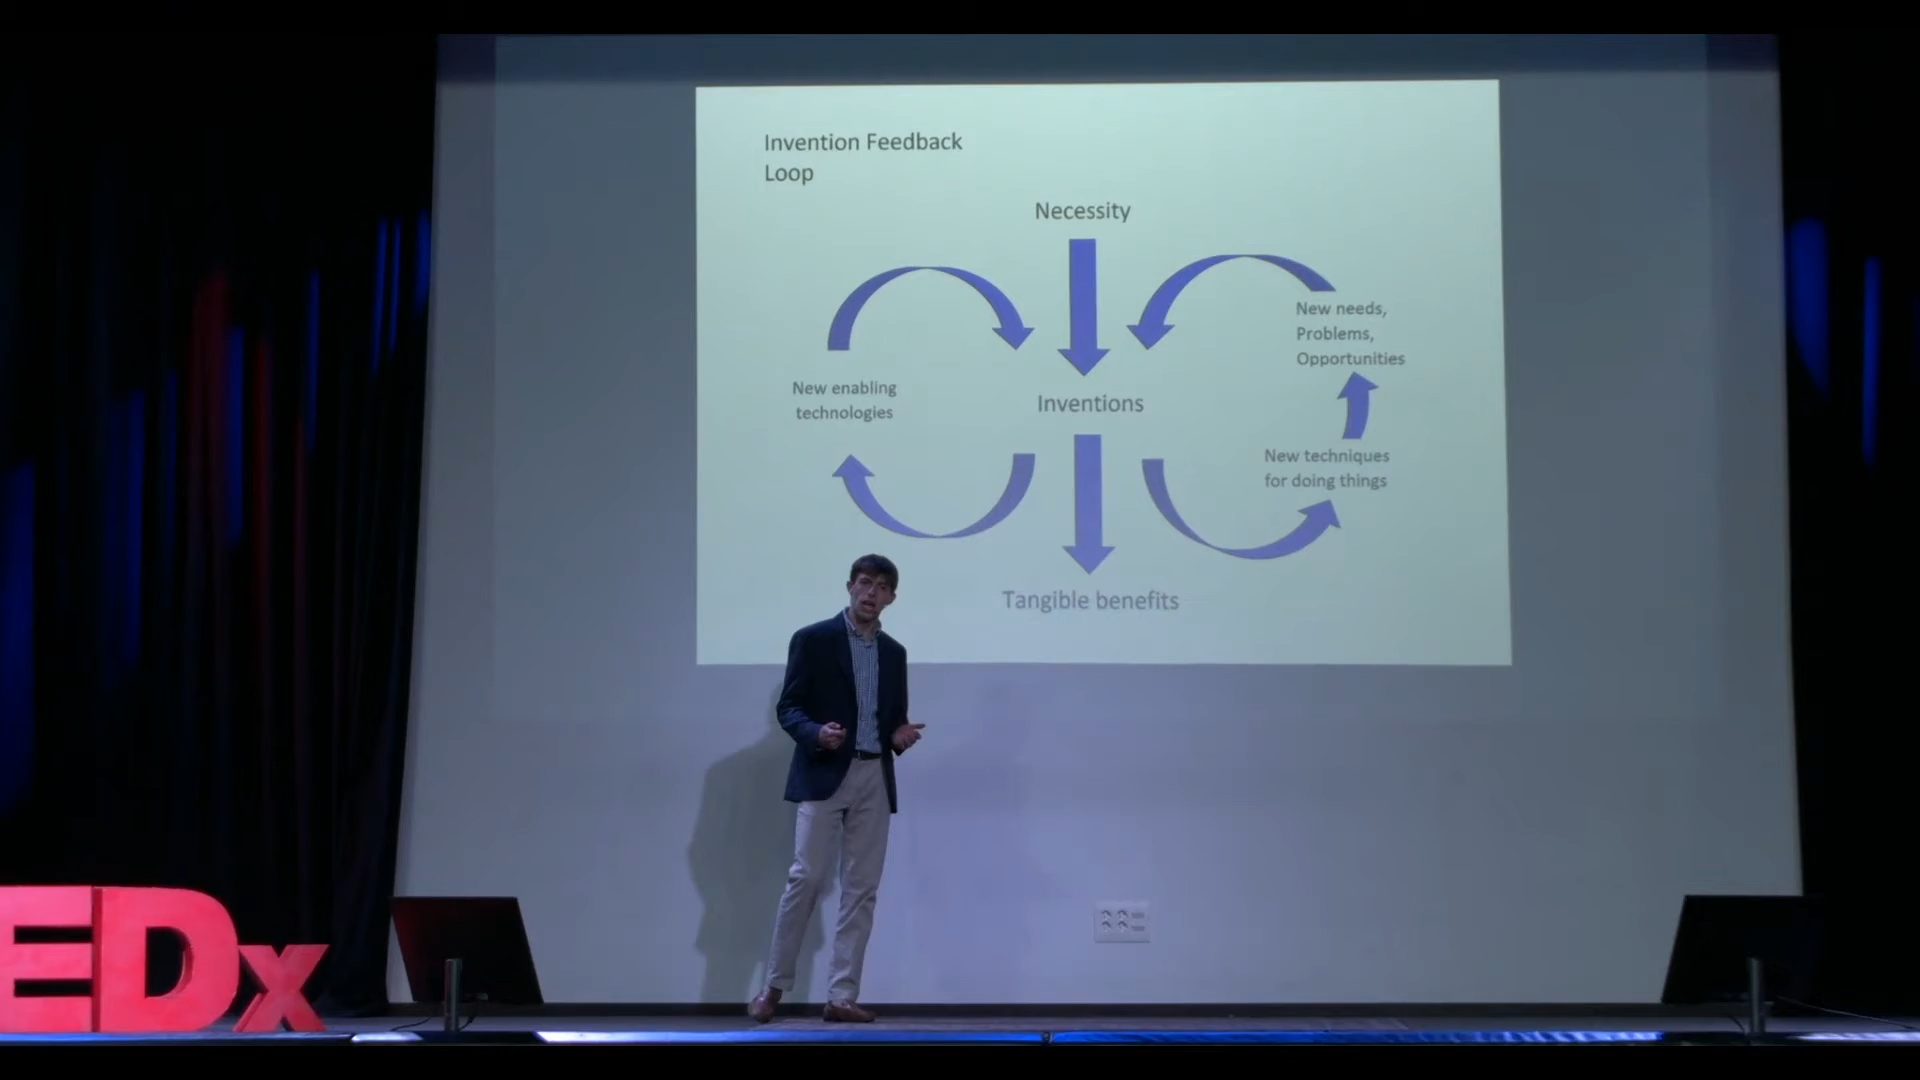 Invention Feedback
Loop
Necessity
New needs,
Problems,
Opportunities
New enabling
technologies
Inventions
New techniques
for doing things
Tangible benefits
EDx